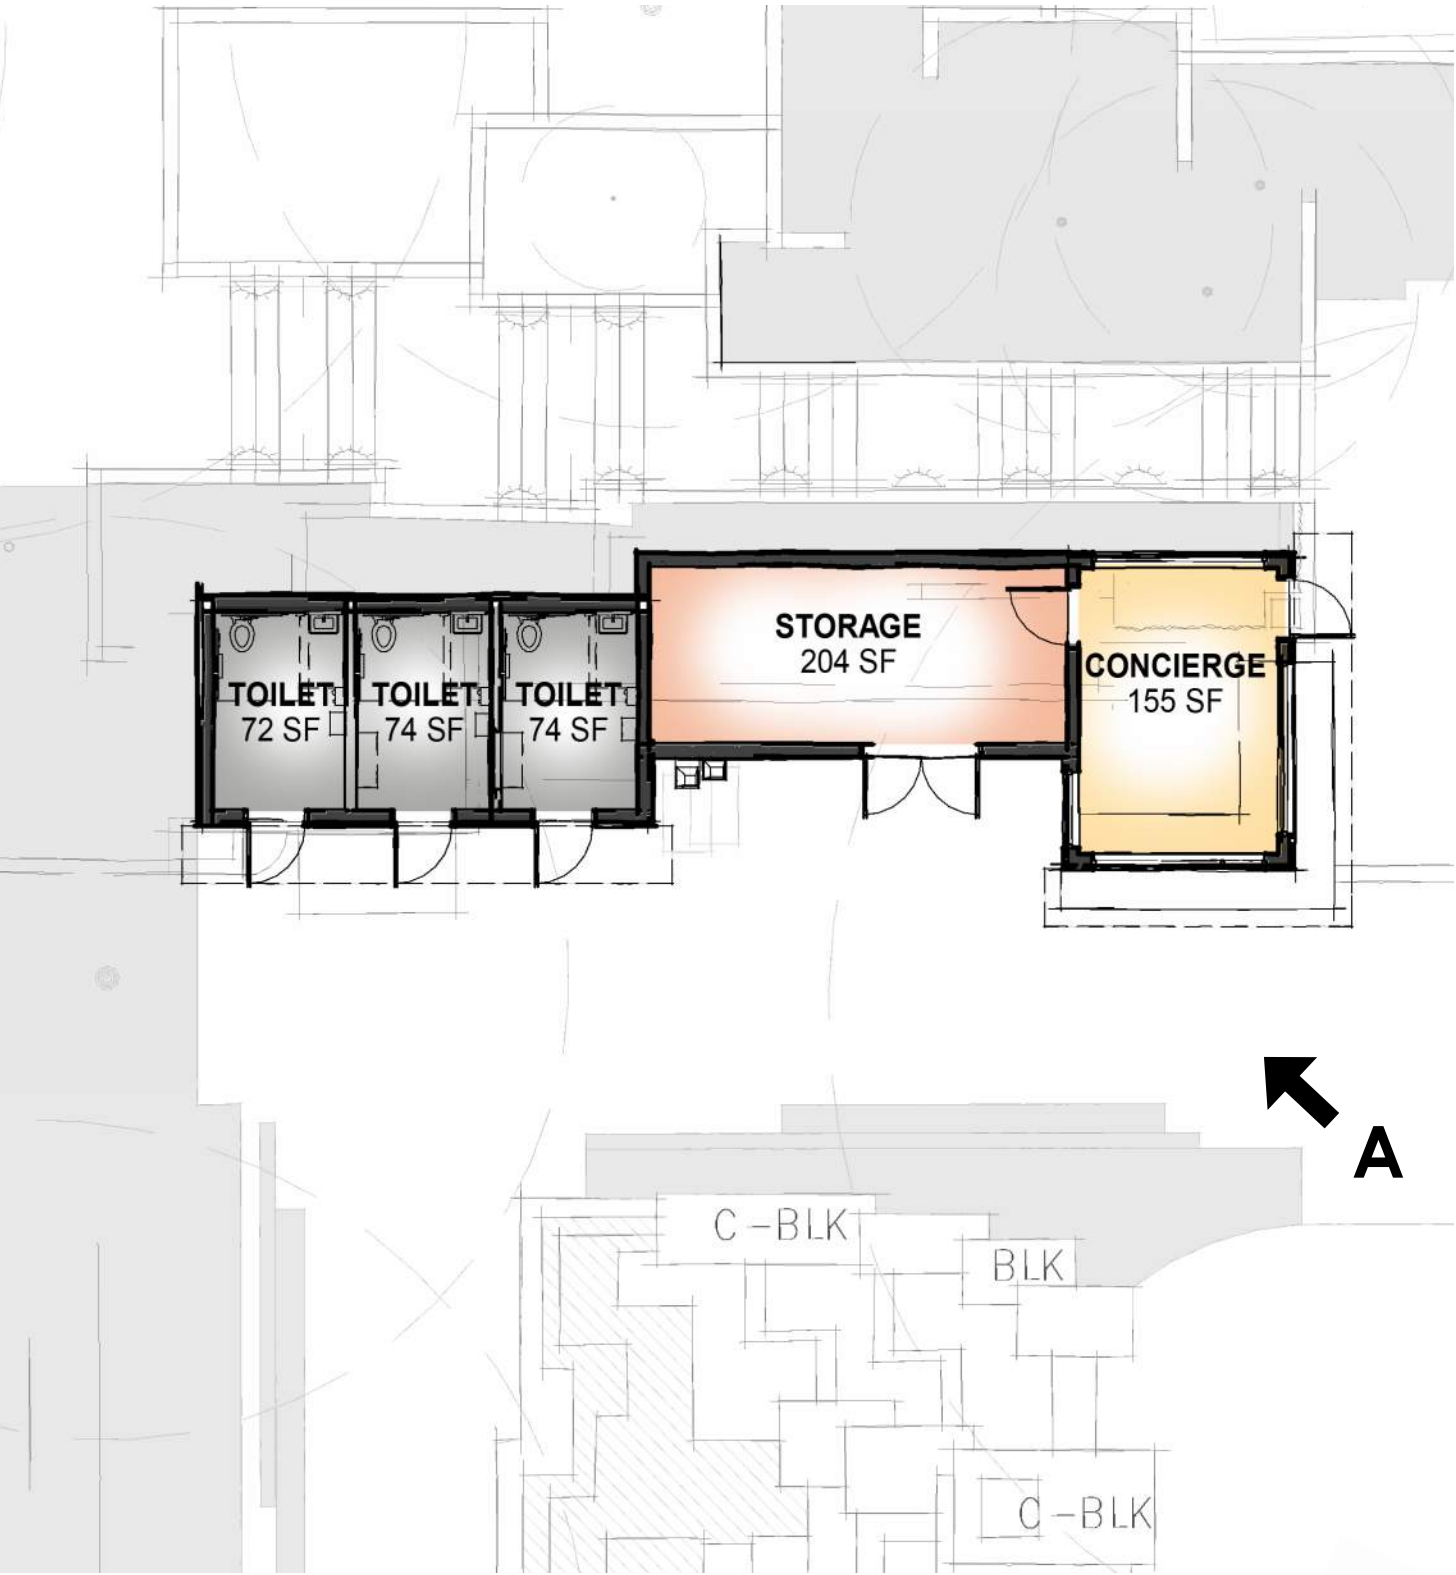 STORAGE
204 SF
CONCIERGE
155 SF
TOILET
72 SF
TOILET
74 SF
TOILET
74 SF
A
C-BLK
BLK
C-BLK